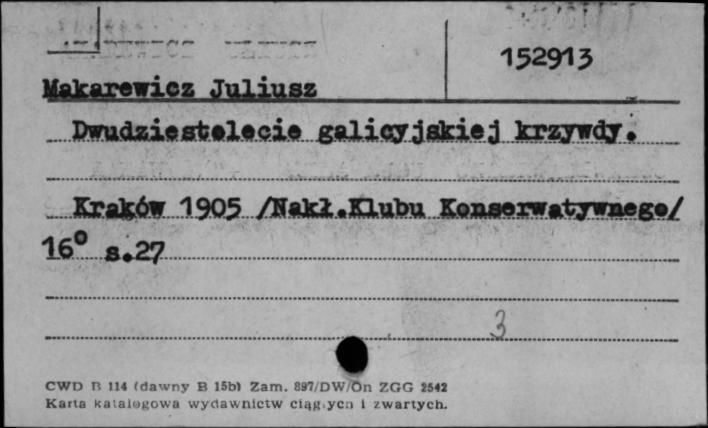 152913
Makarewicz Juliusz
Dwudziestolecie galicyjskiej krzywdy.
Kraków 1905 /Nakł.Klubu Konserwatywnego/
16° s.27
3
CWD B 114 (dawny B 15b) Zam. 897/DW/On ZGG 2542
Karta katalogowa wydawnictw ciągłych i zwartych.